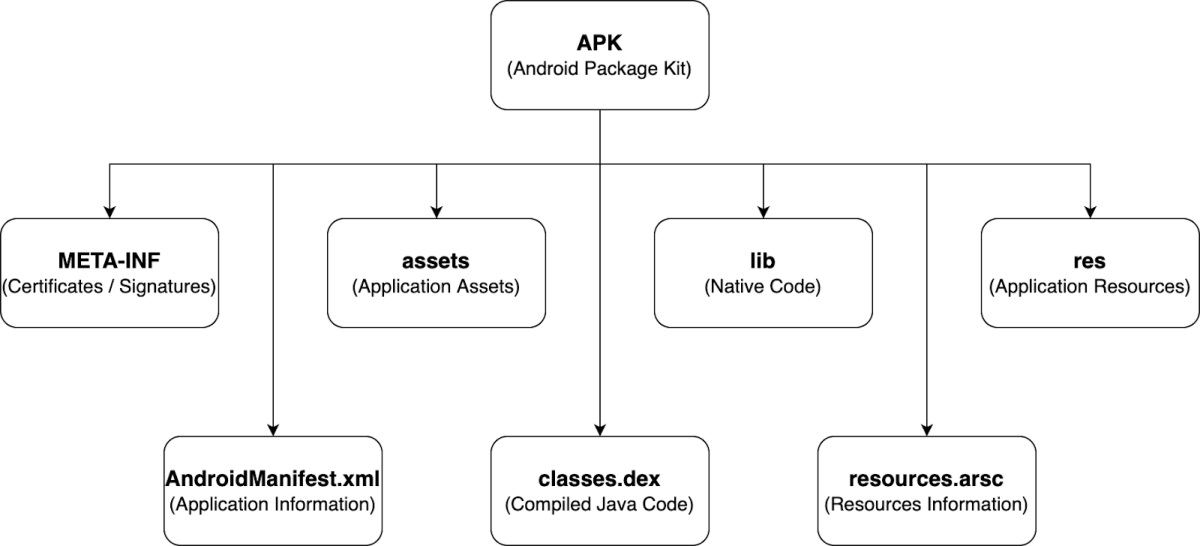 APK
(Android Package Kit)
META-INF
(Certificates / Signatures)
assets
(Application Assets)
lib
(Native Code)
res
(Application Resources)
AndroidManifest.xml
(Application Information)
classes.dex
(Compiled Java Code)
resources.arsc
(Resources Information)